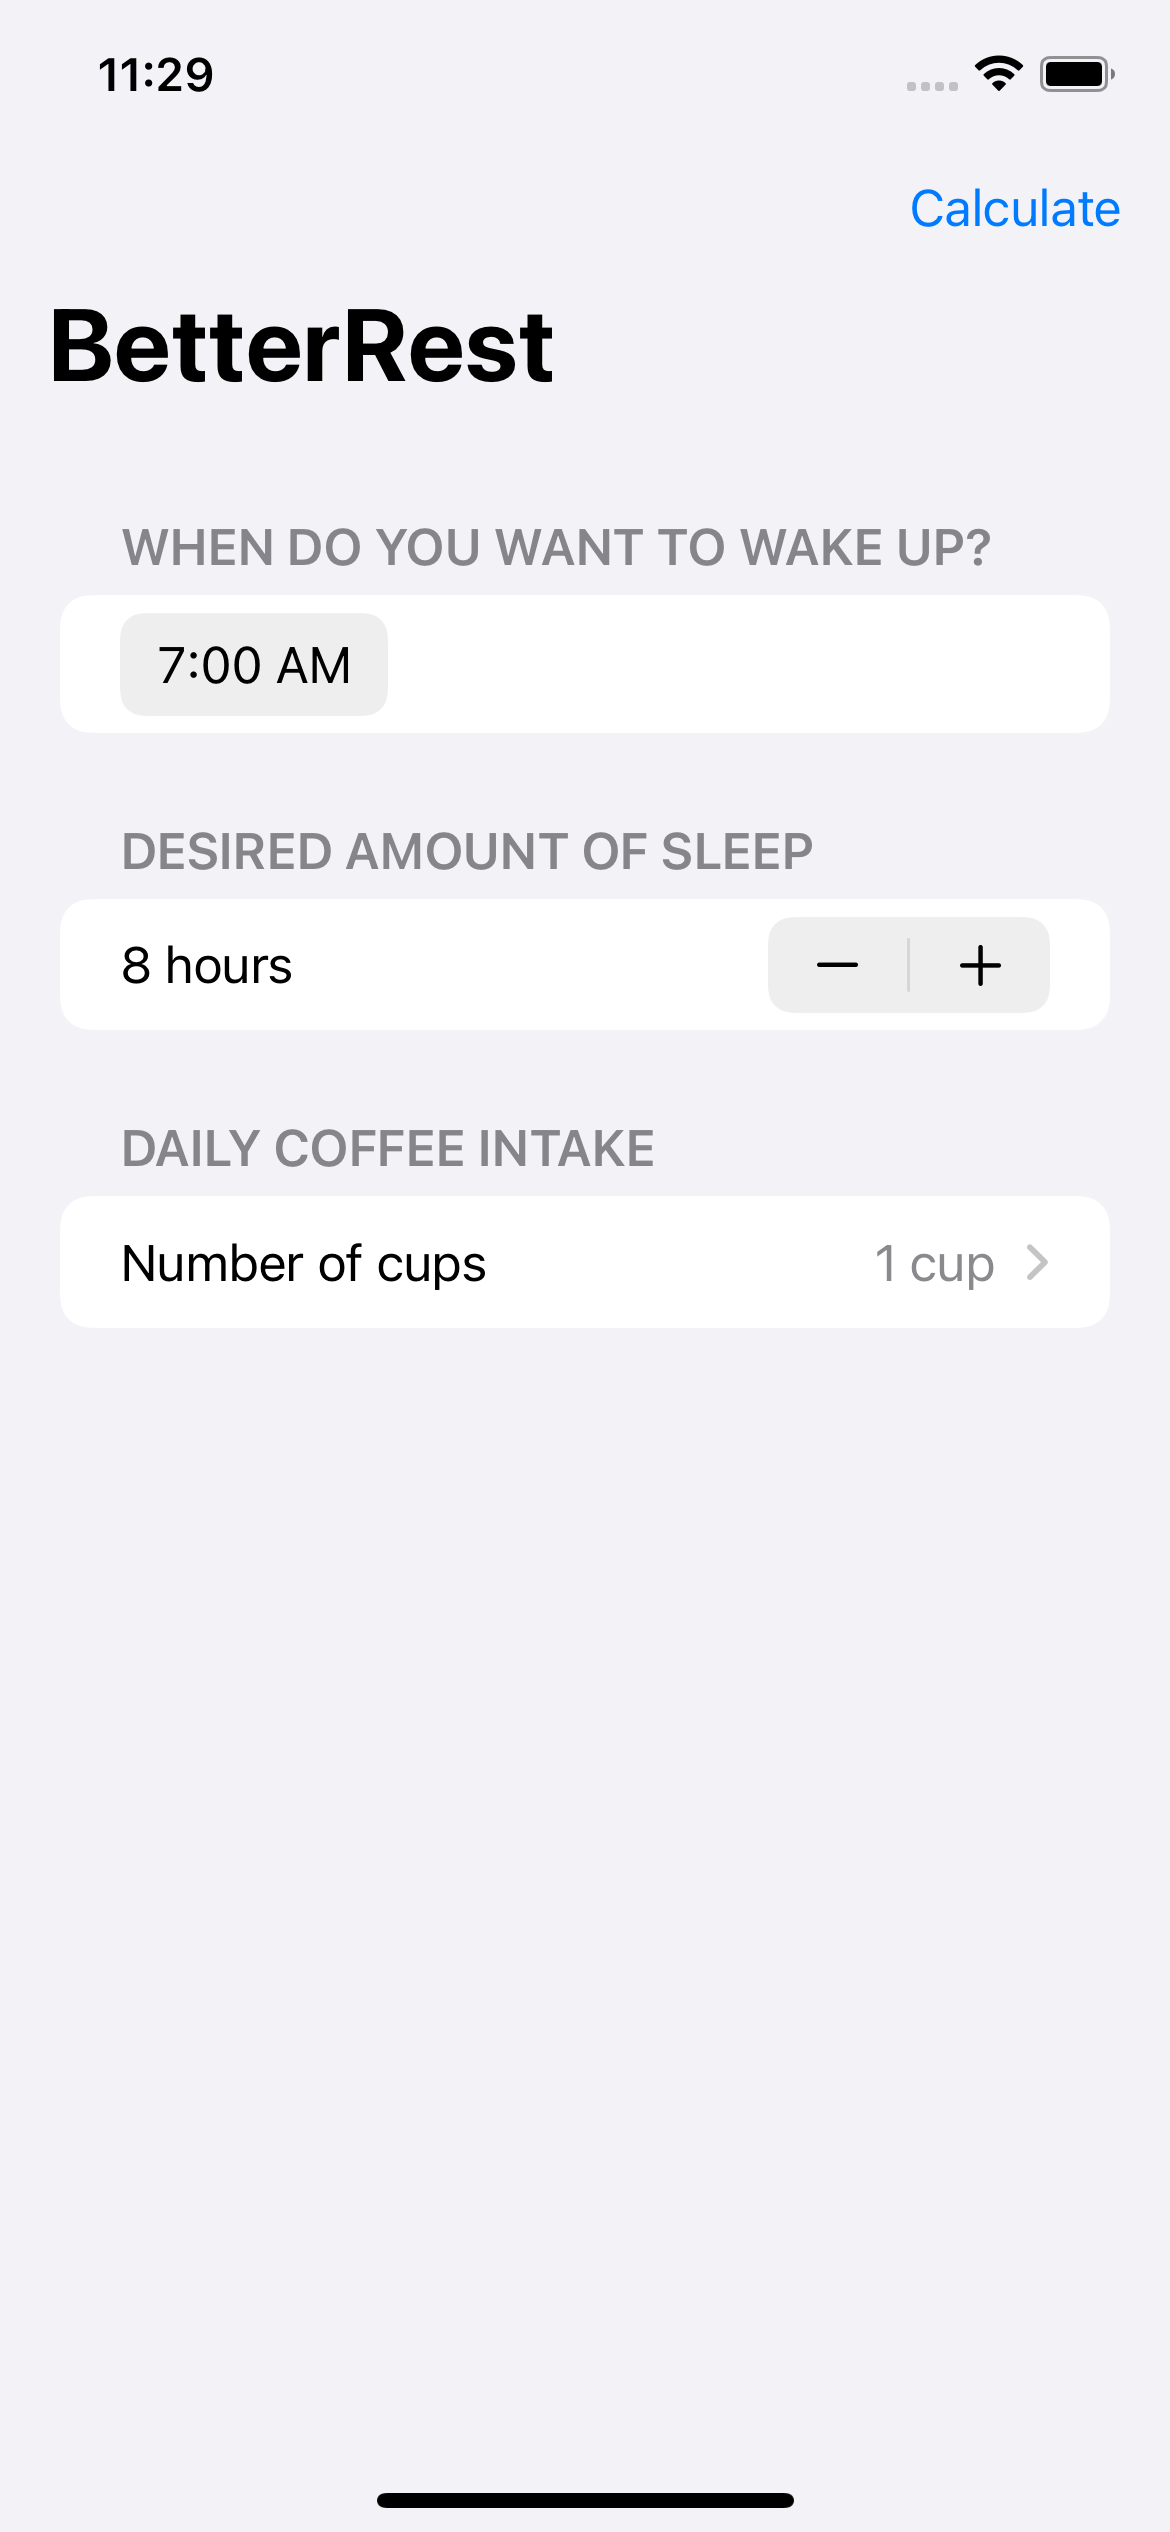 11:29
Calculate
BetterRest
WHEN DO YOU WANT TO WAKE UP?
7:00 AM
DESIRED AMOUNT OF SLEEP
8 hours
DAILY COFFEE INTAKE
Number of cups 1 cup